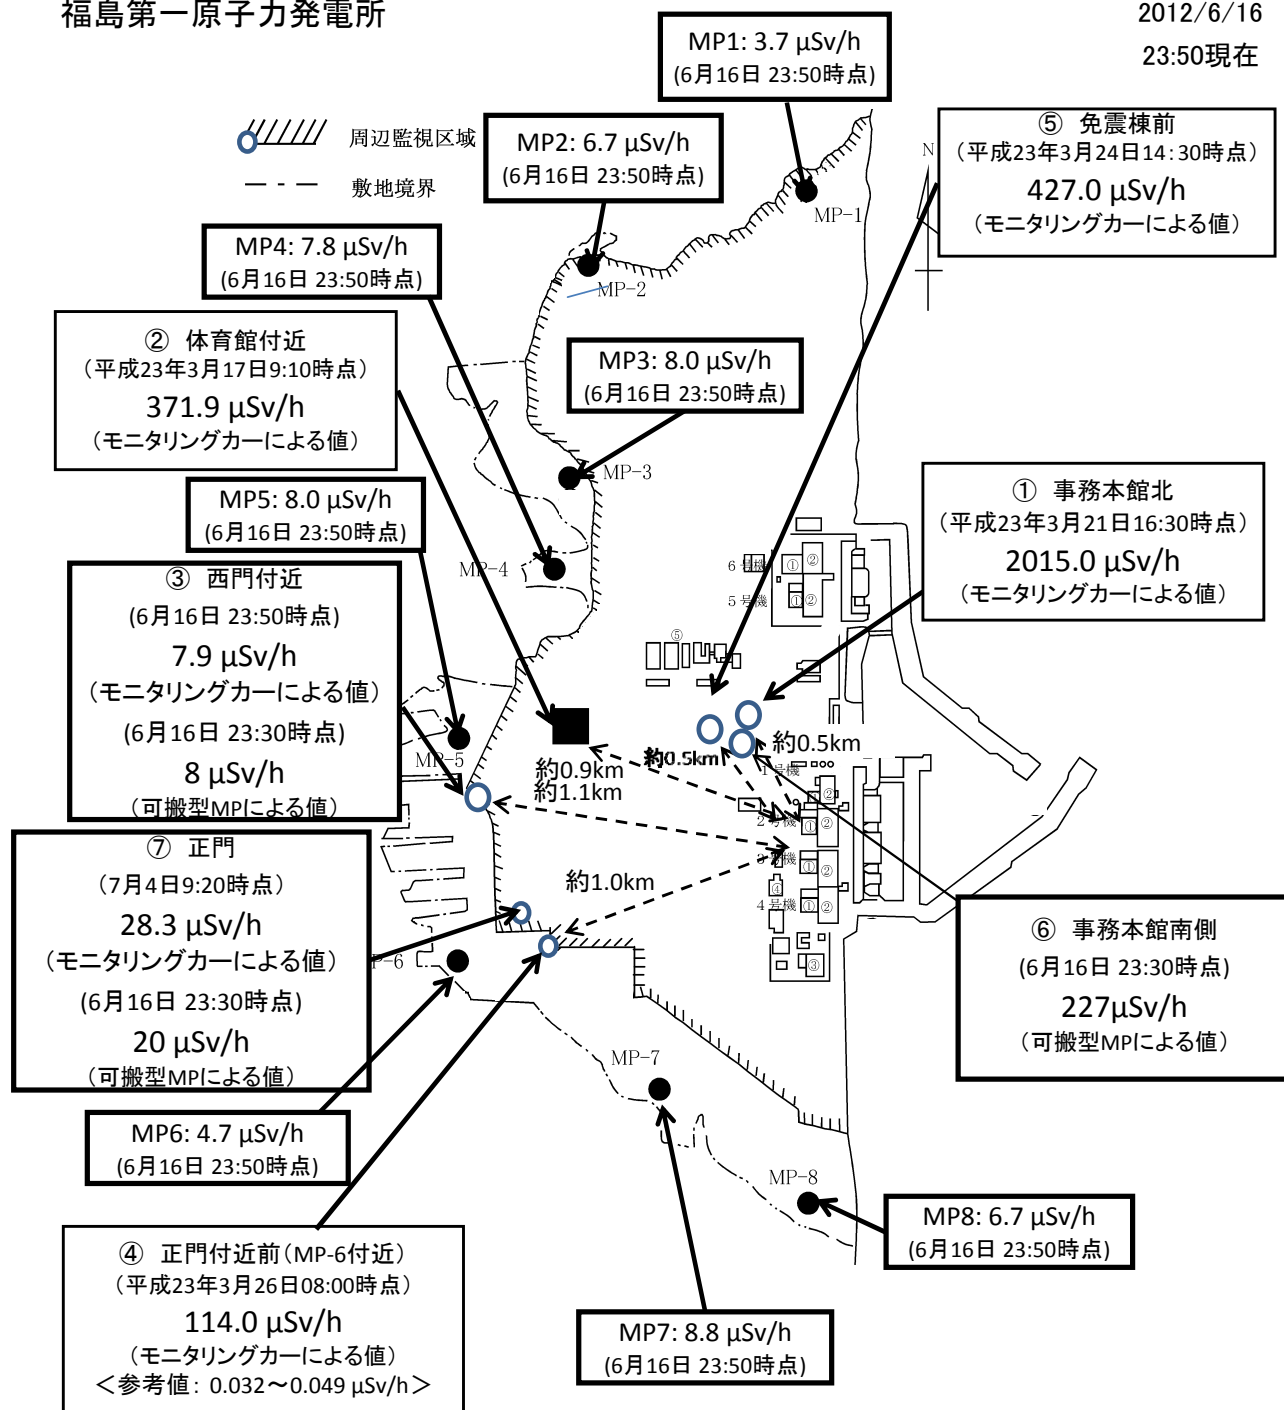 福島第一原子力発電所
2012/6/16
23:50現在
MP1: 3.7 μSv/h
(6月16日 23:50時点)
周辺監視区域
敷地境界
MP2: 6.7 μSv/h
(6月16日 23:50時点)
⑤ 免震棟前
(平成23年3月24日14:30時点)
427.0 μSv/h
(モニタリングカーによる値)
N
MP-1
MP4: 7.8 μSv/h
(6月16日 23:50時点)
MP-2
② 体育館付近
(平成23年3月17日9:10時点)
371.9 μSv/h
(モニタリングカーによる値)
MP3: 8.0 μSv/h
(6月16日 23:50時点)
MP-3
MP5: 8.0 μSv/h
(6月16日 23:50時点)
① 事務本館北
(平成23年3月21日16:30時点)
2015.0 μSv/h
(モニタリングカーによる値)
MP-4
6号機
① ②
5号機
① ②
③ 西門付近
(6月16日 23:50時点)
7.9 μSv/h
(モニタリングカーによる値)
(6月16日 23:30時点)
8 μSv/h
(可搬型MPによる値)
⑤
MP-5
約0.9km
約1.1km
約0.5km
約0.5km
1号機
① ②
2号機
① ②
3号機
① ②
4号機
① ②
④
③
約1.0km
⑦ 正門
(7月4日9:20時点)
28.3 μSv/h
(モニタリングカーによる値)
(6月16日 23:30時点)
20 μSv/h
(可搬型MPによる値)
P-6
⑥ 事務本館南側
(6月16日 23:30時点)
227μSv/h
(可搬型MPによる値)
MP-7
MP6: 4.7 μSv/h
(6月16日 23:50時点)
MP-8
MP8: 6.7 μSv/h
(6月16日 23:50時点)
④ 正門付近前(MP-6付近)
(平成23年3月26日08:00時点)
114.0 μSv/h
(モニタリングカーによる値)
<参考値: 0.032～0.049 μSv/h>
MP7: 8.8 μSv/h
(6月16日 23:50時点)